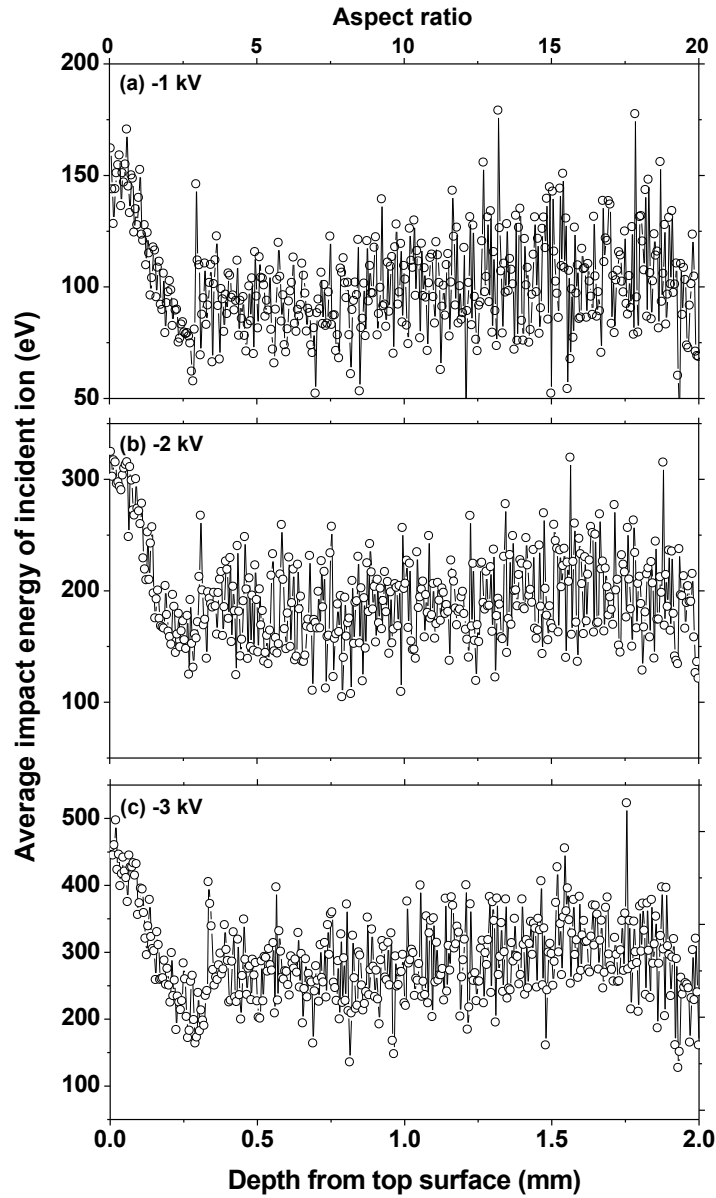 Aspect ratio
0 5 10 15 20
200
(a) -1 kV
150
100
50
(b) -2 kV
300
200
100
(c) -3 kV
500
400
300
200
100
0.0 0.5 1.0 1.5 2.0
Average impact energy of incident ion (eV)
Depth from top surface (mm)